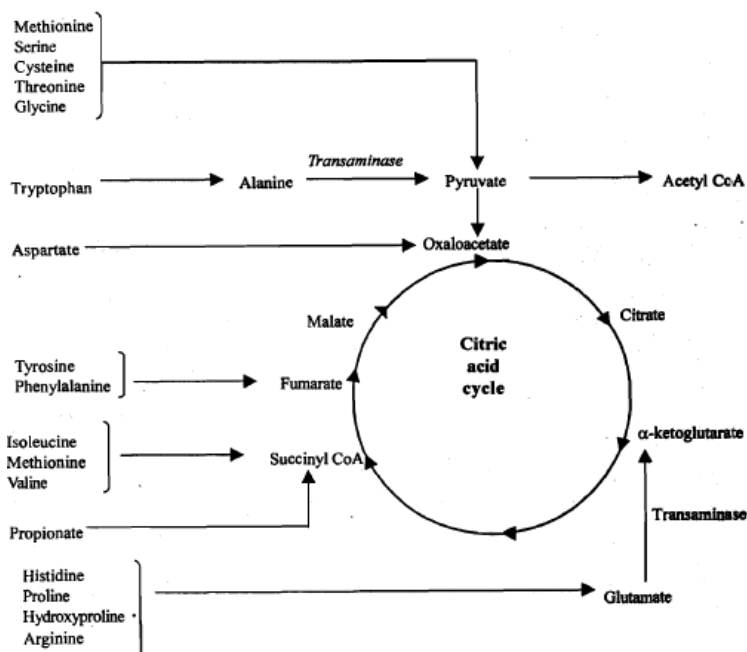 Methionine
Serine
Cysteine
Threonine
Glycine
Transaminase
Tryptophan
Alanine
Pyruvate
Acetyl CoA
Aspartate
Oxaloacetate
Malate
Citrate
Citric
acid
cycle
Tyrosine
Phenylalanine
Fumarate
Isoleucine
Methionine
Valine
Succinyl CoA
α-ketoglutarate
Transaminase
Propionate
Histidine
Proline
Hydroxyproline
Arginine
Glutamate